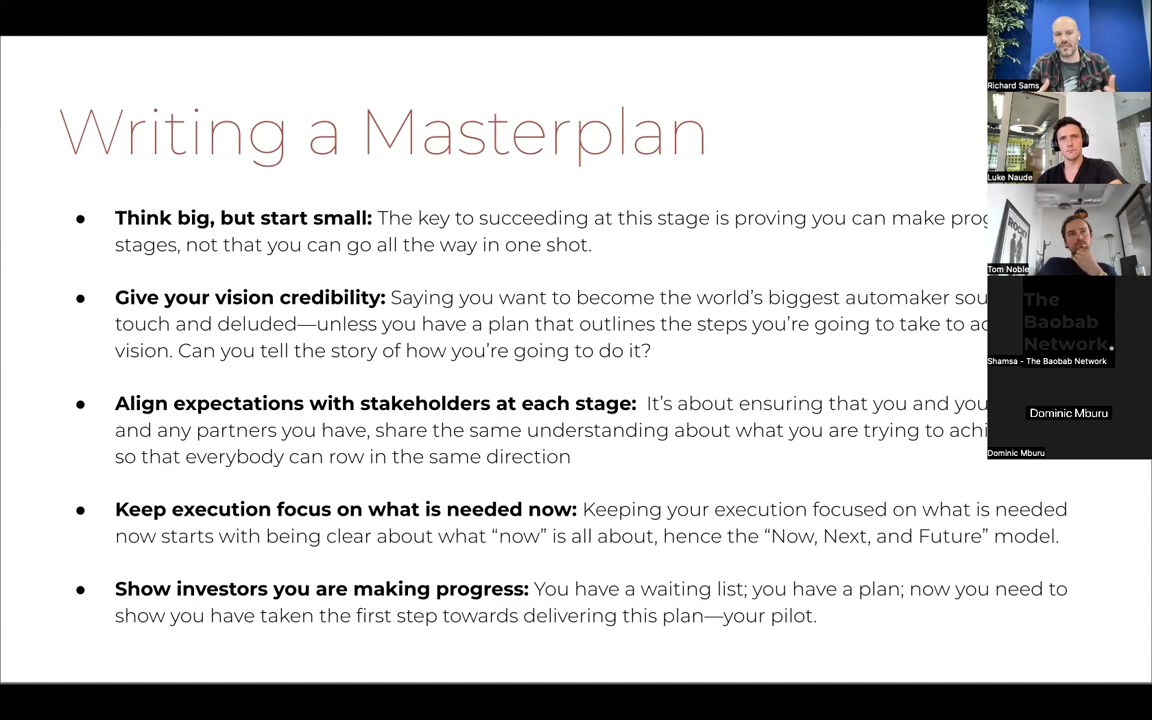 Writing a Masterplan
● Think big, but start small: The key to succeeding at this stage is proving you can make
stages, not that you can go all the way in one shot.
● Give your vision credibility: Saying you want to become the world's biggest automaker
touch and deluded—unless you have a plan that outlines the steps you're going to take to
vision. Can you tell the story of how you're going to do it?
● Align expectations with stakeholders at each stage: It's about ensuring that you and
and any partners you have, share the same understanding about what you are trying to
so that everybody can row in the same direction
● Keep execution focus on what is needed now: Keeping your execution focused on what is needed
now starts with being clear about what “now” is all about, hence the “Now, Next, and Future” model.
● Show investors you are making progress: You have a waiting list; you have a plan; now you need to
show you have taken the first step towards delivering this plan—your pilot.
Richard Sams
Luke Naude
ROCKY
Tom Noble
The
Baobab
Network.
Shamsa - The Baobab Network
Dominic Mburu
Dominic Mburu